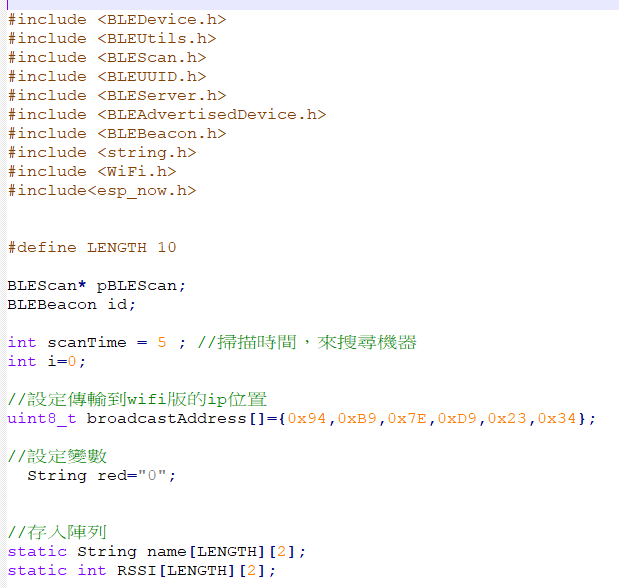 #include <BLEDevice.h>
#include <BLEUtils.h>
#include <BLEScan.h>
#include <BLEUUID.h>
#include <BLEServer.h>
#include <BLEAdvertisedDevice.h>
#include <BLEBeacon.h>
#include <string.h>
#include <WiFi.h>
#include<esp_now.h>
#define LENGTH 10
BLEScan* pBLEScan;
BLEBeacon id;
int scanTime = 5 ; //掃描時間，來搜尋機器
int i=0;
//設定傳輸到wifi版的ip位置
uint8_t broadcastAddress[]={0x94,0xB9,0x7E,0xD9,0x23,0x34};
//設定變數
String red="0";
//存入陣列
static String name[LENGTH][2];
static int RSSI[LENGTH][2];